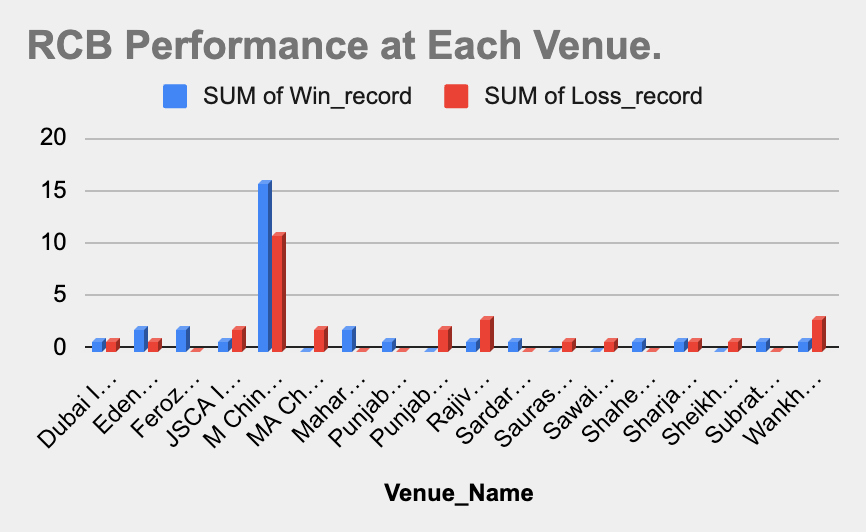 RCB Performance at Each Venue.
SUM of Win_record
SUM of Loss_record
20
15
10
5
0
Dubai I...
Eden...
Feroz...
JSCA I...
M Chin...
MA Ch...
Mahar...
Punjab...
Punjab...
Rajiv...
Sardar...
Sauras...
Sawai...
Shahe...
Sharja...
Sheikh...
Subrat...
Wankh...
Venue_Name